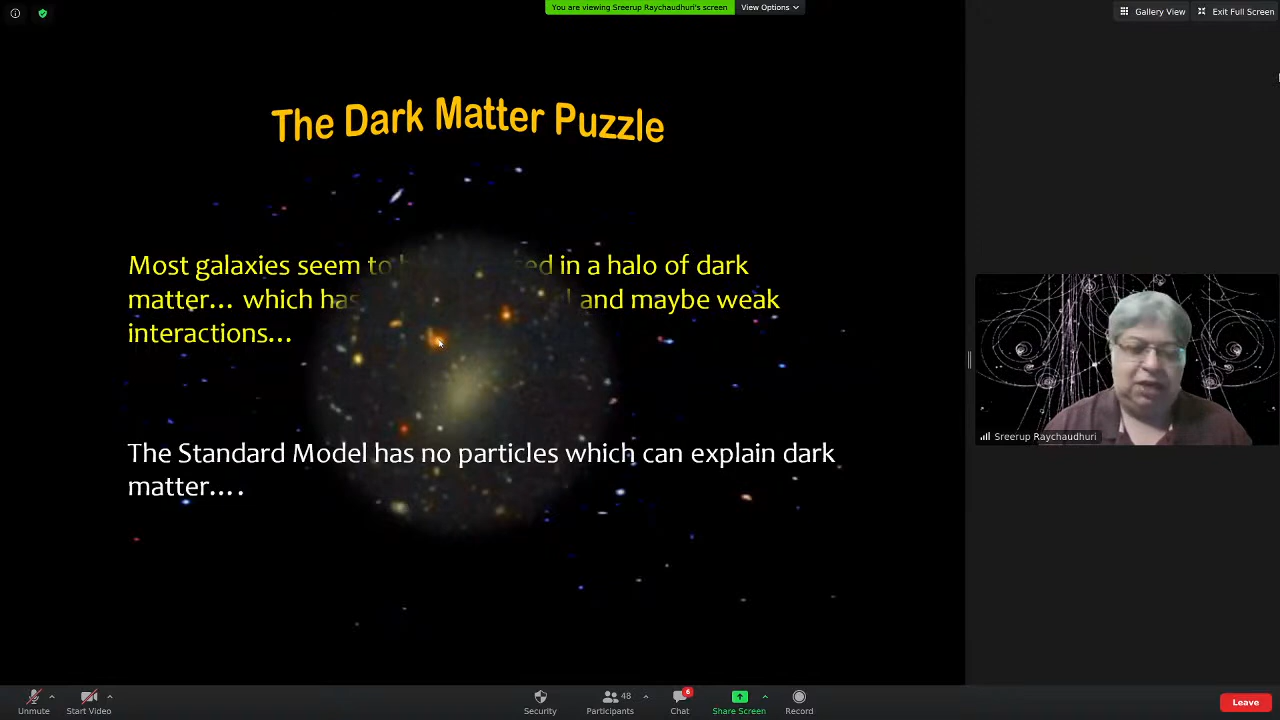 You are viewing Sreerup Raychaudhuri's screen
View Options
Gallery View
Exit Full Screen
The Dark Matter Puzzle
Most galaxies seem to in a halo of dark
matter... which has and maybe weak
interactions...
The Standard Model has no particles which can explain dark
matter....
Sreerup Raychaudhuri
Unmute
Start Video
Security
48
Participants
6
Chat
Share Screen
Record
Leave